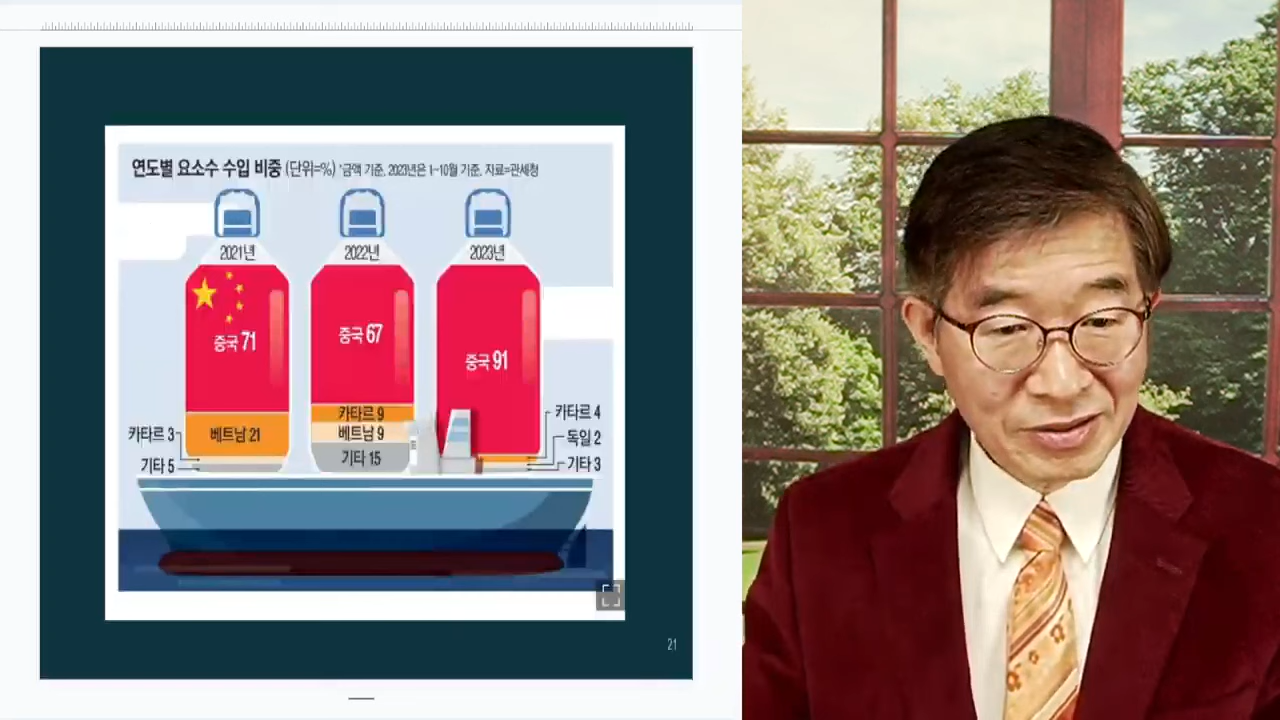 연도별 요소수 수입 비중 (단위=%) *금액 기준, 2023년은 1~10월 기준, 자료=관세청
2021년
중국 71
베트남 21
카타르 3
기타 5
2022년
중국 67
카타르 9
베트남 9
기타 15
2023년
중국 91
카타르 4
독일 2
기타 3
21